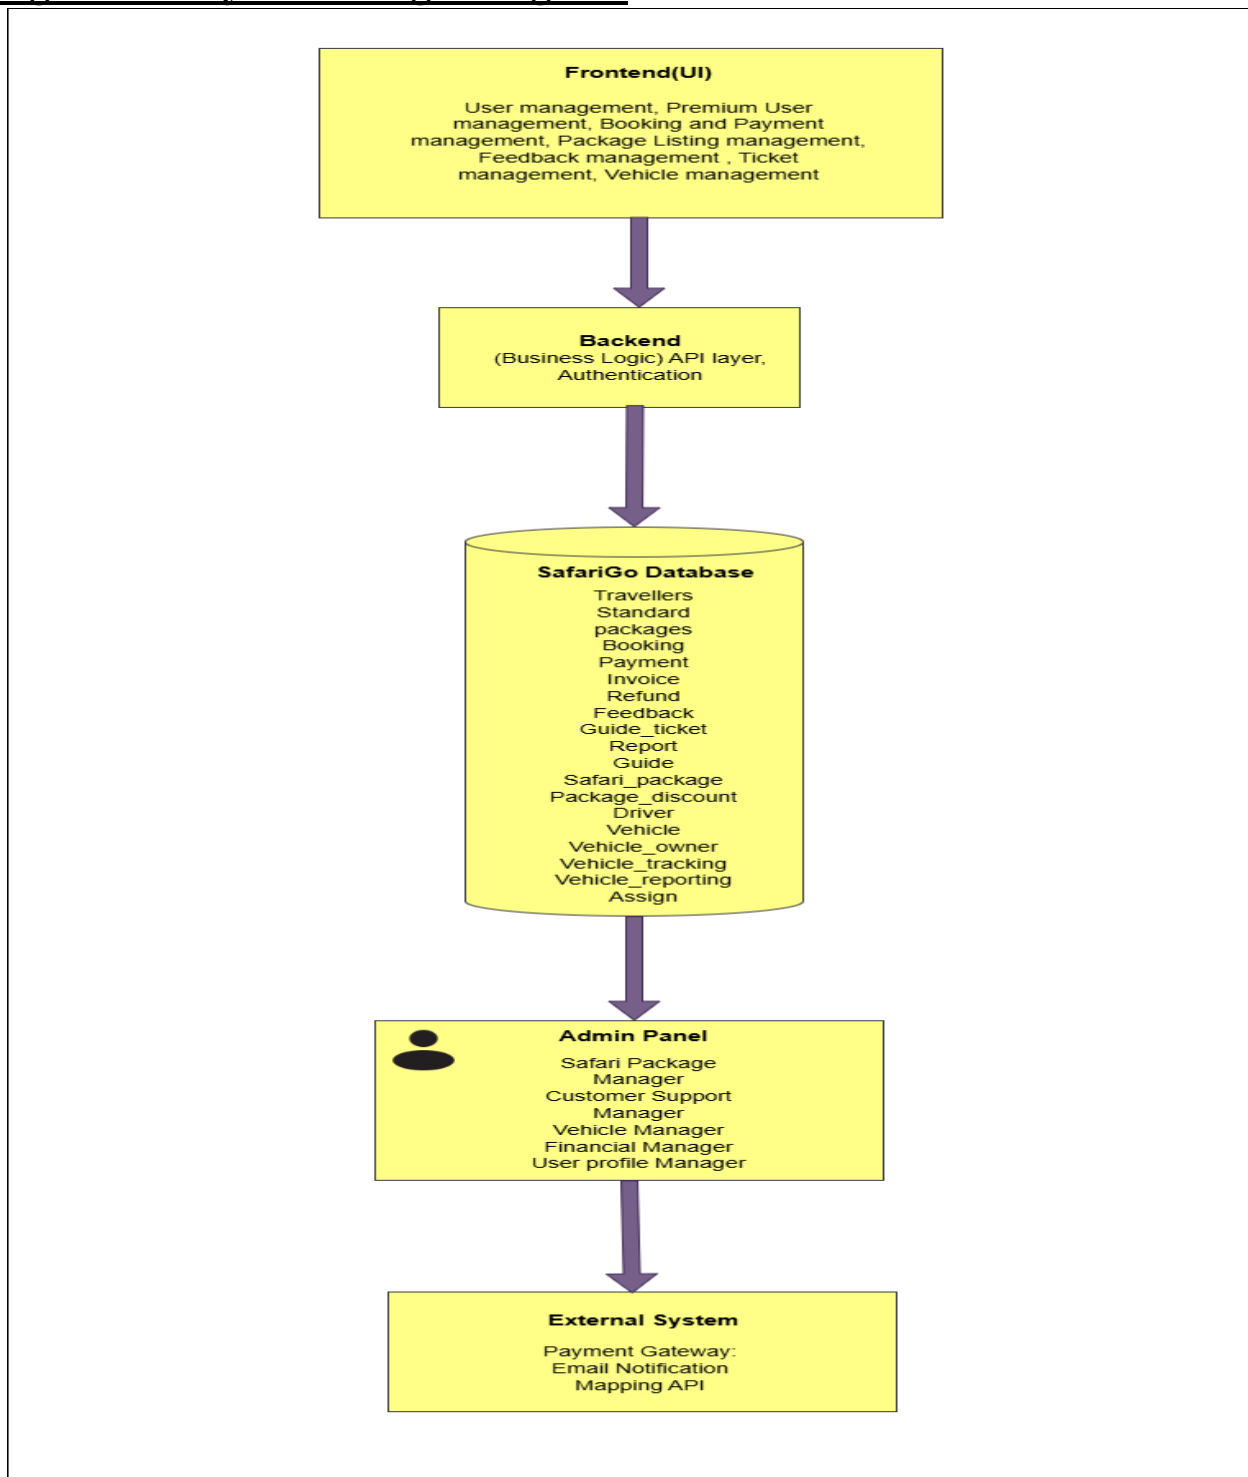 Frontend(UI)
User management, Premium User
management, Booking and Payment
management, Package Listing management,
Feedback management , Ticket
management, Vehicle management
Backend
(Business Logic) API layer,
Authentication
SafariGo Database
Travellers
Standard
packages
Booking
Payment
Invoice
Refund
Feedback
Guide_ticket
Report
Guide
Safari_package
Package_discount
Driver
Vehicle
Vehicle_owner
Vehicle_tracking
Vehicle_reporting
Assign
Admin Panel
Safari Package
Manager
Customer Support
Manager
Vehicle Manager
Financial Manager
User profile Manager
External System
Payment Gateway:
Email Notification
Mapping API